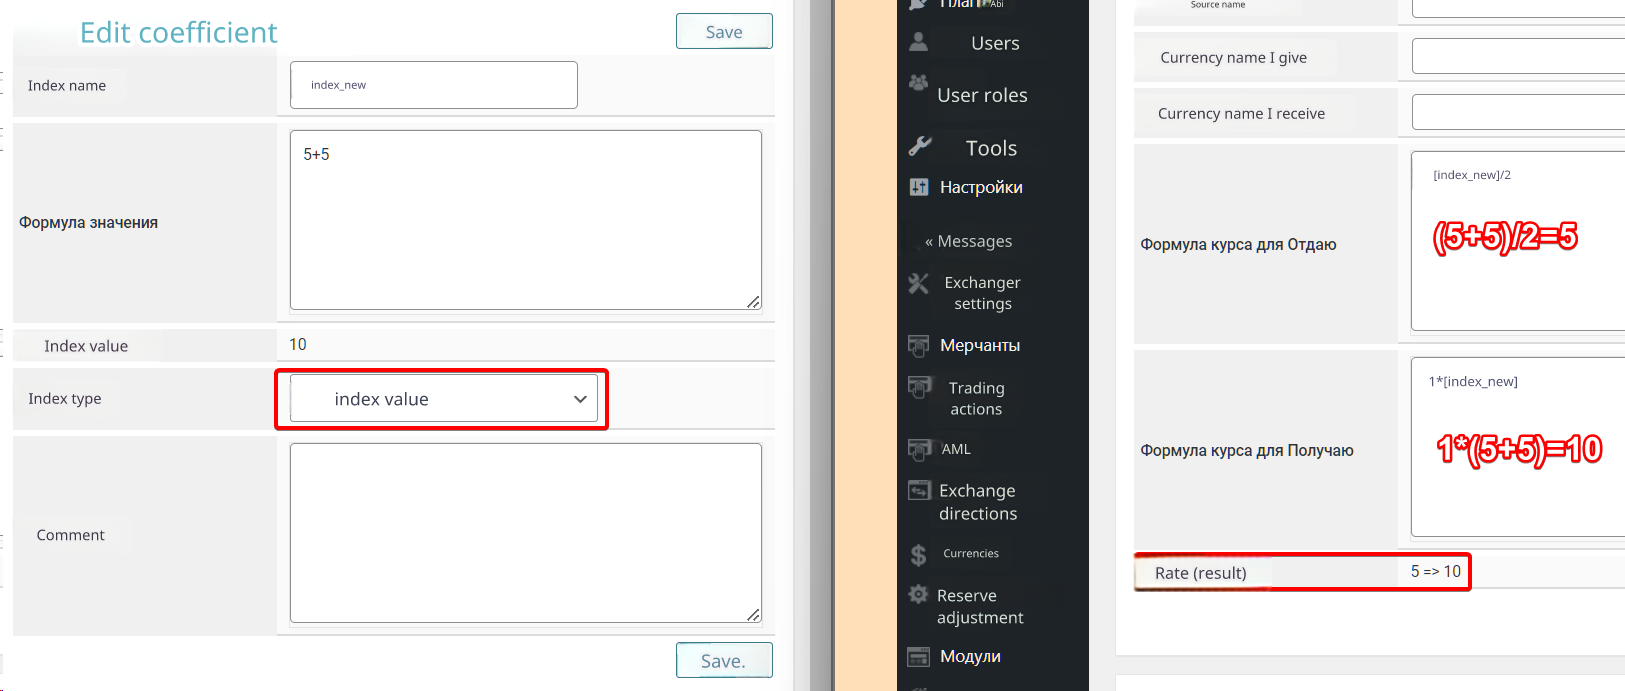 Edit coefficient
Save
Index name
index_new
Формула значения
5+5
Index value
10
Index type
index value
Comment
Save.
Users
User roles
Tools
Настройки
« Messages
Exchanger
settings
Мерчанты
Trading
actions
AML
Exchange
directions
Currencies
Reserve
adjustment
Модули
Source name
Currency name I give
Currency name I receive
Формула курса для Отдаю
[index_new]/2
(5+5)/2=5
Формула курса для Получаю
1*[index_new]
1*(5+5)=10
Rate (result)
5 => 10